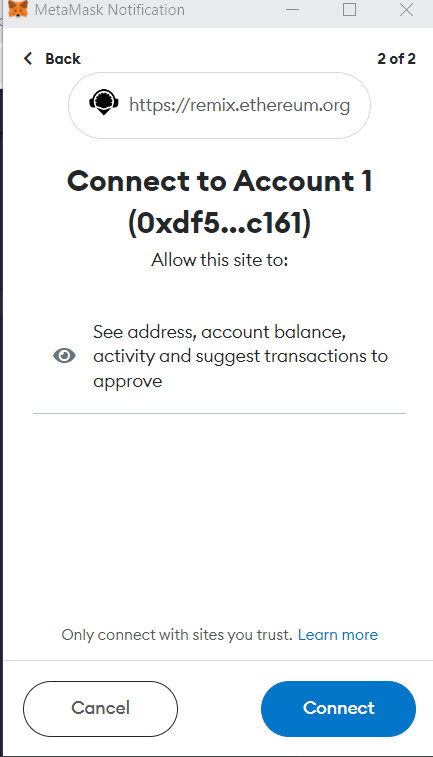 MetaMask Notification
Back
2 of 2
https://remix.ethereum.org
Connect to Account 1
(0xdf5...c161)
Allow this site to:
See address, account balance,
activity and suggest transactions to
approve
Only connect with sites you trust. Learn more
Cancel
Connect